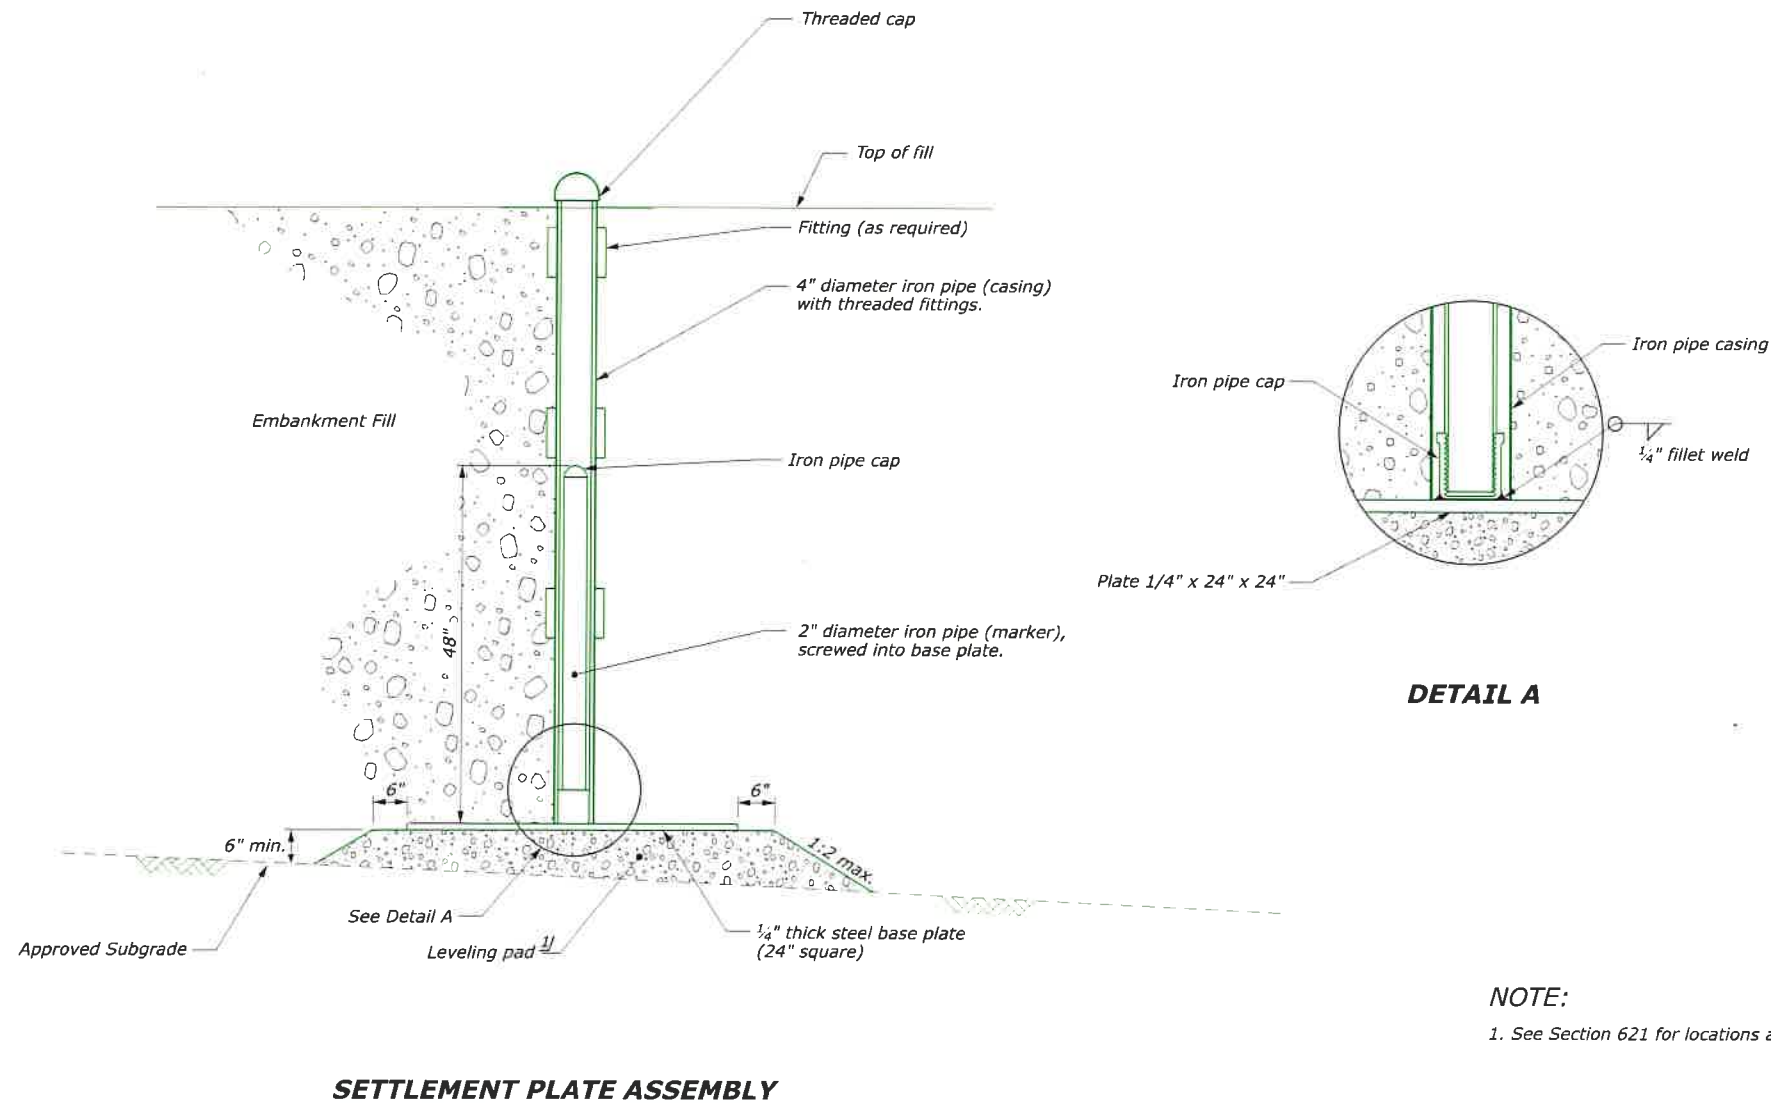 Threaded cap
Top of fill
Fitting (as required)
4" diameter iron pipe (casing)
with threaded fittings.
Embankment Fill
Iron pipe cap
48"
2" diameter iron pipe (marker),
screwed into base plate.
6"
6"
6" min.
1:2 max.
See Detail A
Approved Subgrade
Leveling pad 1/
¼" thick steel base plate
(24" square)
SETTLEMENT PLATE ASSEMBLY
Iron pipe casing
Iron pipe cap
¼" fillet weld
Plate 1/4" x 24" x 24"
DETAIL A
NOTE:
1. See Section 621 for locations